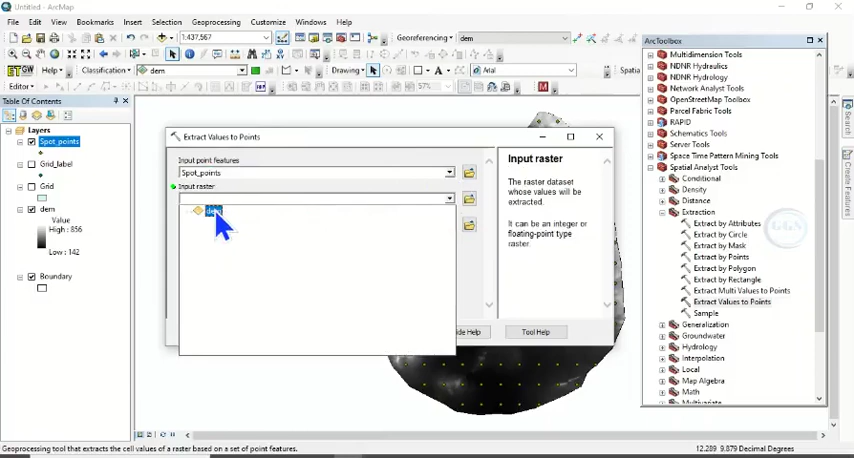 Untitled - ArcMap
File Edit View Bookmarks Insert Selection Geoprocessing Customize Windows Help
1:437,567
Georeferencing
dem
Help
Classification
dem
Drawing
Arial
Spatial
Editor
57%
Table Of Contents
Layers
Spot_points
Grid_label
Grid
dem
Value
High : 856
Low : 142
Boundary
Extract Values to Points
Input point features
Spot_points
Input raster
Input raster
The raster dataset
whose values will be
extracted.
It can be an integer or
floating-point type
raster.
Tool Help
ArcToolbox
Multidimension Tools
NDNR Hydraulics
NDNR Hydrology
Network Analyst Tools
OpenStreetMap Toolbox
Parcel Fabric Tools
RAPID
Schematics Tools
Server Tools
Space Time Pattern Mining Tools
Spatial Analyst Tools
Conditional
Density
Distance
Extraction
Extract by Attributes
Extract by Circle
Extract by Mask
Extract by Points
Extract by Polygon
Extract by Rectangle
Extract Multi Values to Points
Extract Values to Points
Sample
Generalization
Groundwater
Hydrology
Interpolation
Local
Map Algebra
Math
Multivariate
GGN
Search
Create Features
Geoprocessing tool that extracts the cell values of a raster based on a set of point features.
12.289 9.879 Decimal Degrees